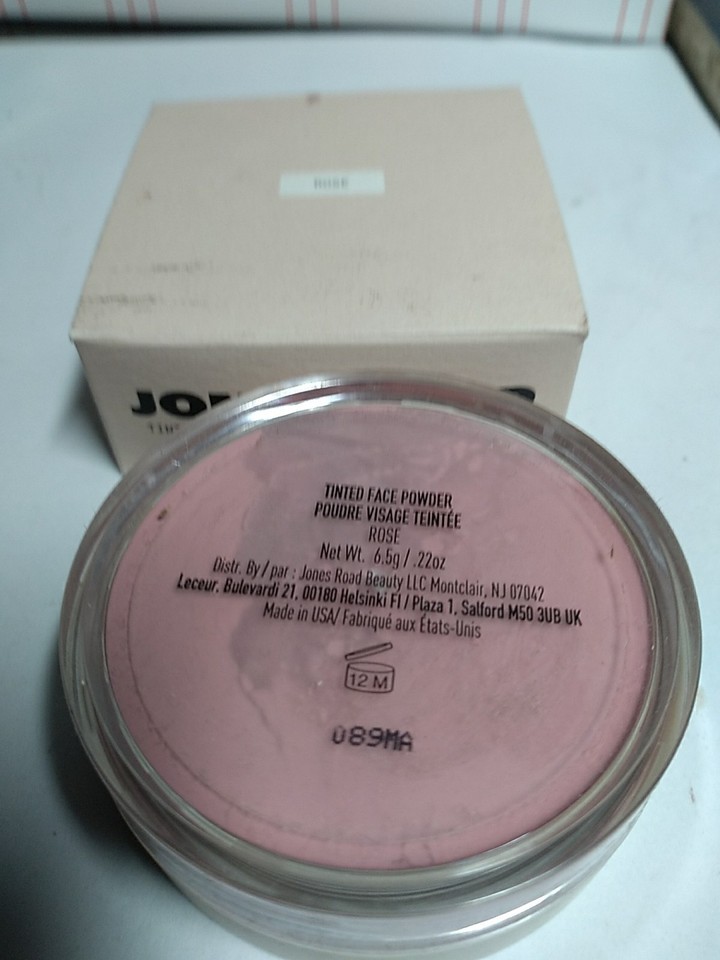 ROSE
TINTED FACE POWDER
POUDRE VISAGE TEINTÉE
ROSE
Net Wt. 6.5g / .22oz
Distr. By / par : Jones Road Beauty LLC Montclair, NJ 07042
Leceur. Bulevardi 21, 00180 Helsinki FI / Plaza 1, Salford M50 3UB UK
Made in USA/ Fabriqué aux États-Unis
12 M
089MA